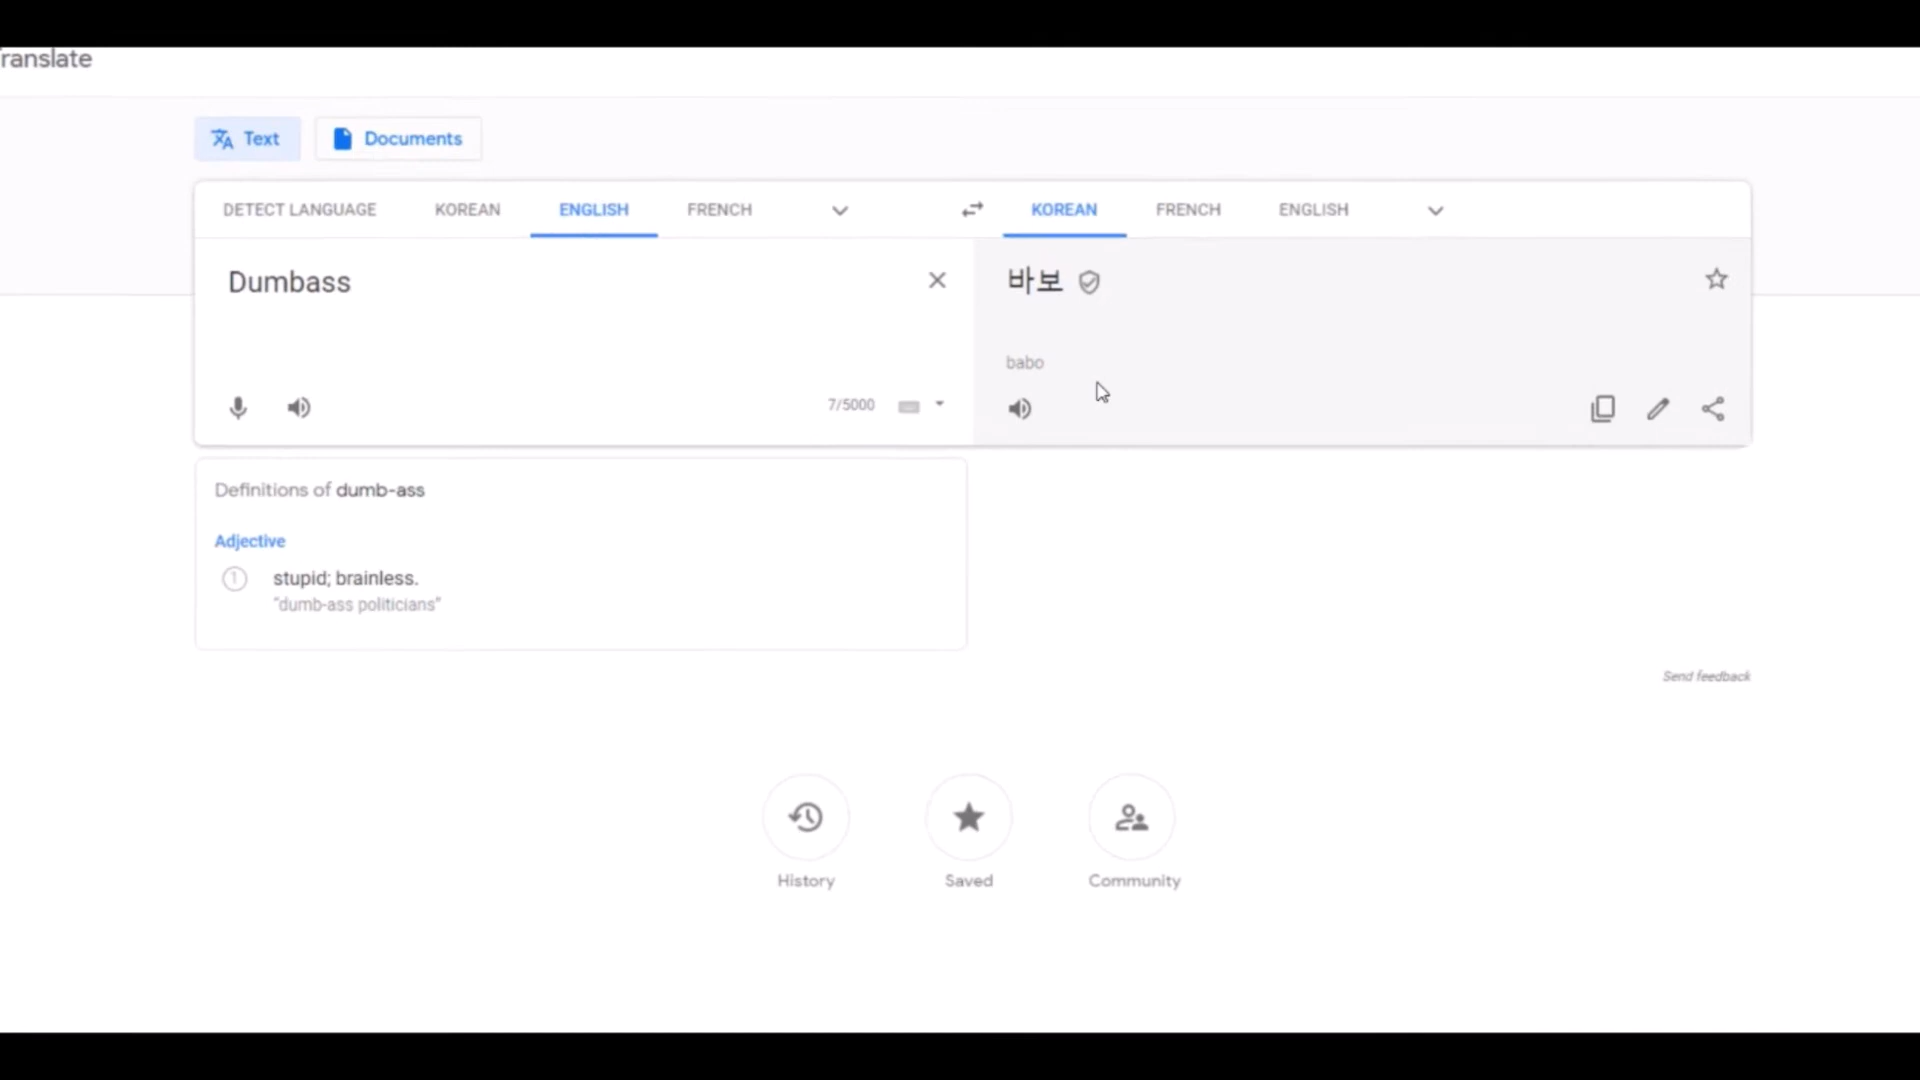 ranslate
Text Documents
DETECT LANGUAGE KOREAN ENGLISH FRENCH KOREAN FRENCH ENGLISH
Dumbass 바보
babo
7/5000
Definitions of dumb-ass
Adjective
1 stupid; brainless.
"dumb-ass politicians"
Send feedback
History Saved Community